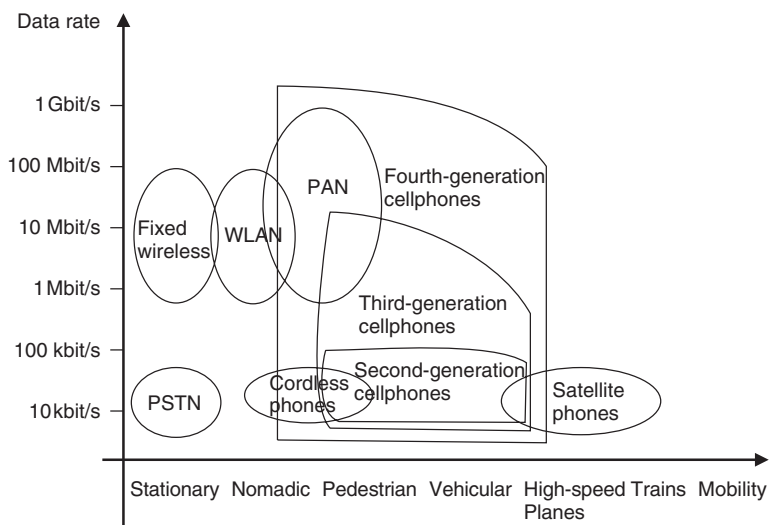 Data rate
1 Gbit/s
100 Mbit/s
10 Mbit/s
1 Mbit/s
100 kbit/s
10 kbit/s
Fixed
wireless
WLAN
PAN
Fourth-generation
cellphones
Third-generation
cellphones
Second-generation
cellphones
Cordless
phones
PSTN
Satellite
phones
Stationary Nomadic Pedestrian Vehicular High-speed Trains Mobility
Planes